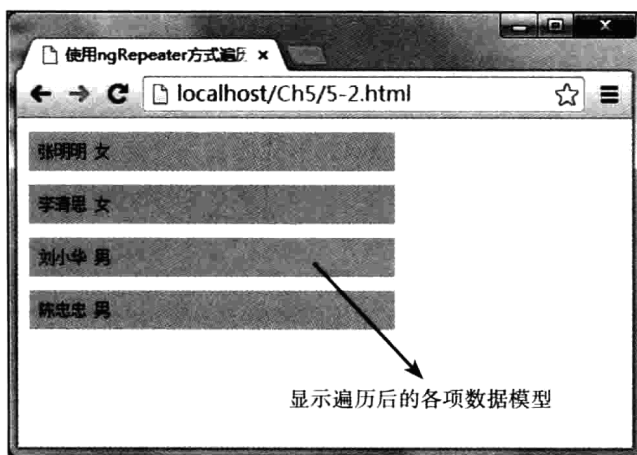 使用ngRepeater方式遍历
localhost/Ch5/5-2.html
张明明 女
李清思 女
刘小华 男
陈忠忠 男
显示遍历后的各项数据模型